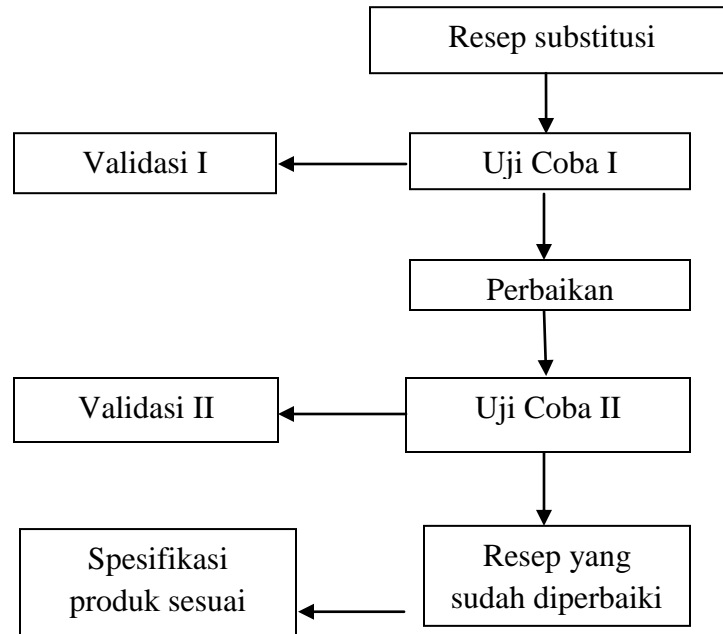 Resep substitusi
Validasi I
Uji Coba I
Perbaikan
Validasi II
Uji Coba II
Spesifikasi
produk sesuai
Resep yang
sudah diperbaiki